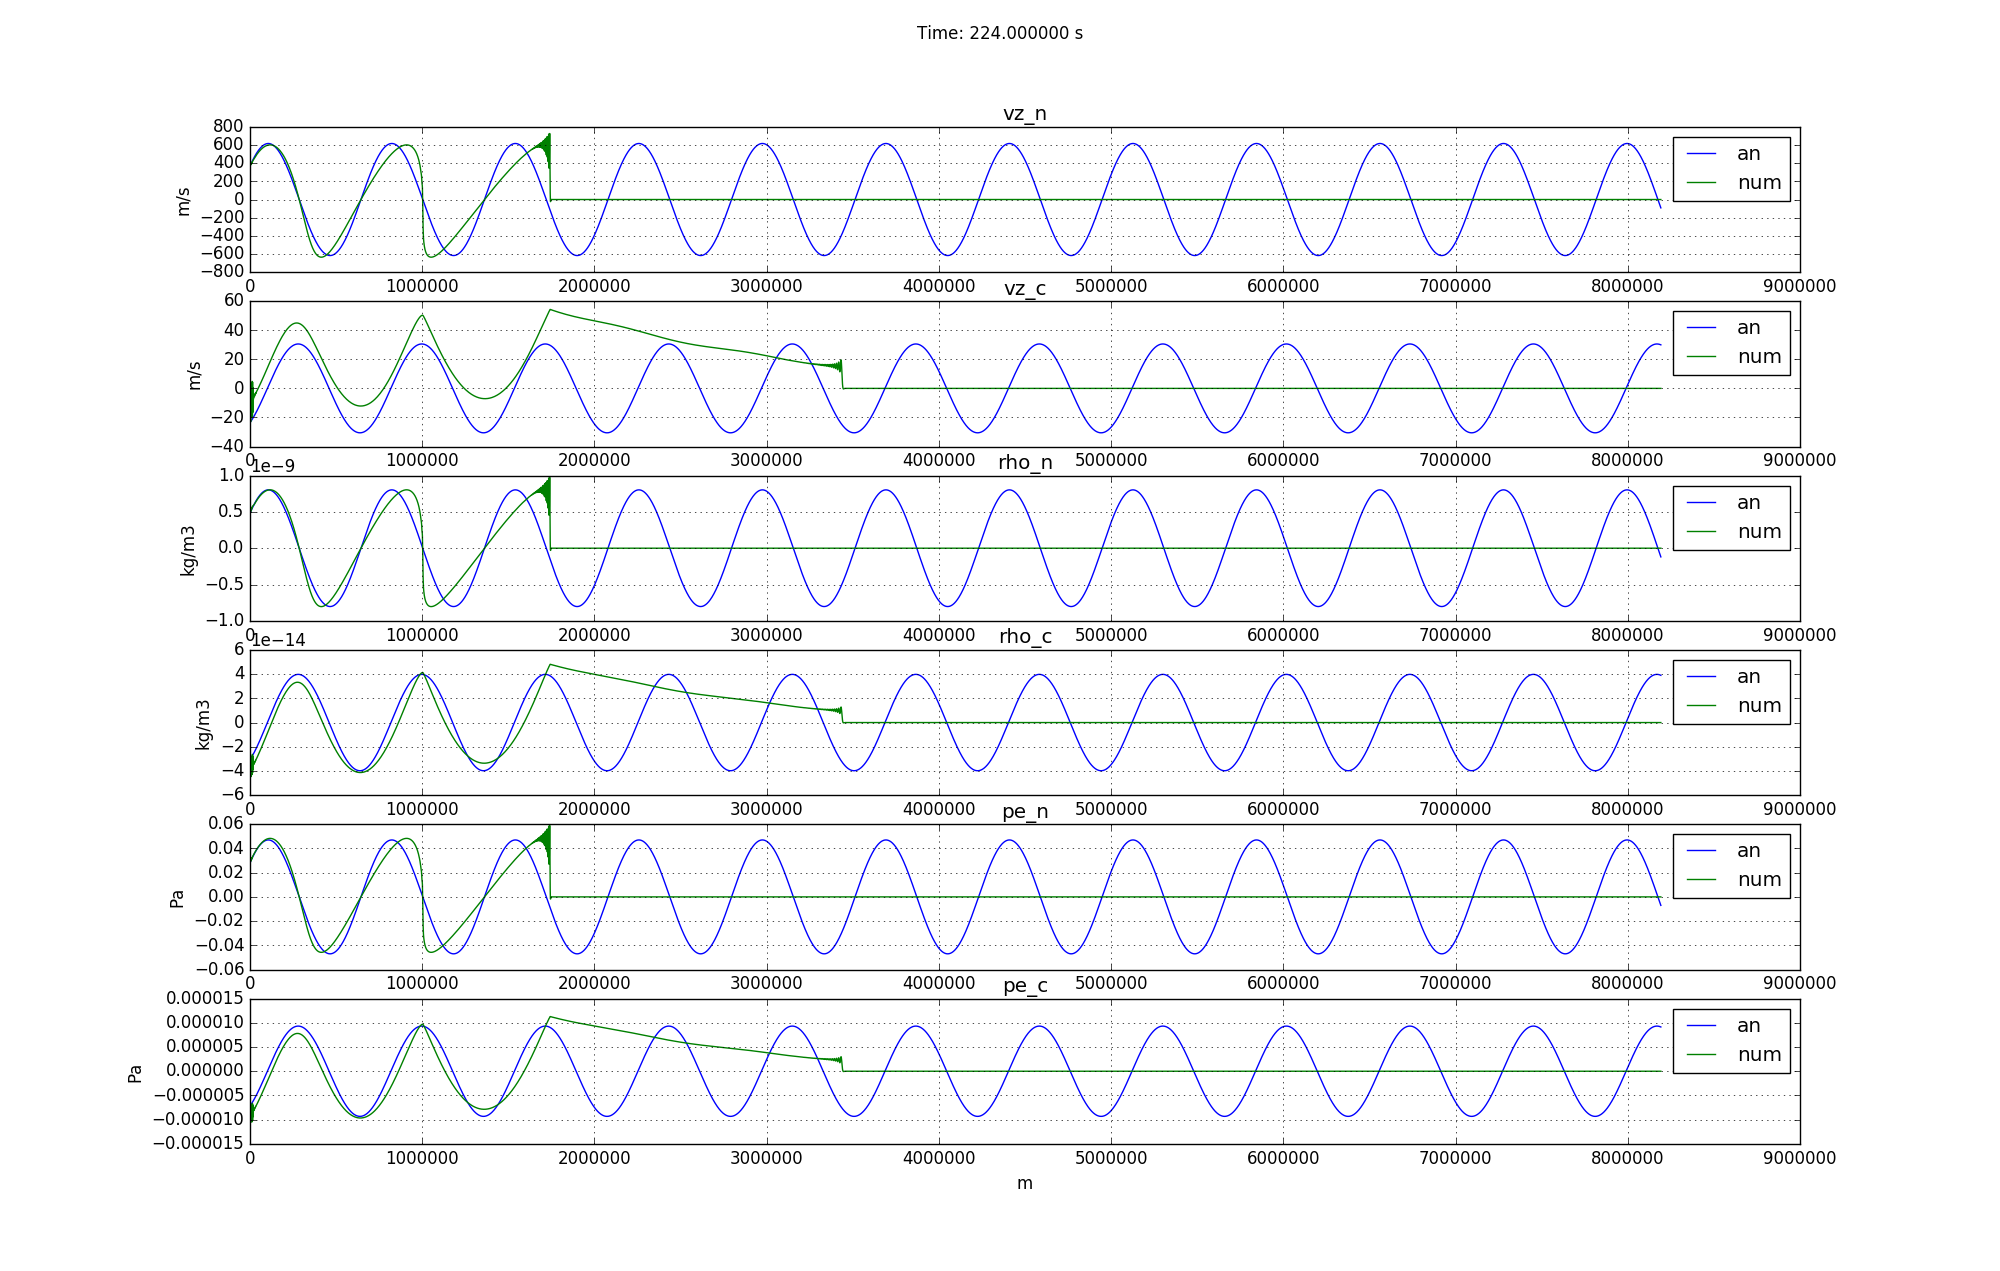 Time: 224.000000 s
vz_n
800
600
400
200
0
−200
−400
−600
−800
m/s
an
num
0 1000000 2000000 3000000 4000000 5000000 6000000 7000000 8000000 9000000
vz_c
60
40
20
0
−20
−40
m/s
an
num
0 1000000 2000000 3000000 4000000 5000000 6000000 7000000 8000000 9000000
1e−9
rho_n
1.0
0.5
0.0
−0.5
−1.0
kg/m3
an
num
0 1000000 2000000 3000000 4000000 5000000 6000000 7000000 8000000 9000000
1e−14
rho_c
6
4
2
0
−2
−4
−6
kg/m3
an
num
0 1000000 2000000 3000000 4000000 5000000 6000000 7000000 8000000 9000000
pe_n
0.06
0.04
0.02
0.00
−0.02
−0.04
−0.06
Pa
an
num
0 1000000 2000000 3000000 4000000 5000000 6000000 7000000 8000000 9000000
pe_c
0.000015
0.000010
0.000005
0.000000
−0.000005
−0.000010
−0.000015
Pa
an
num
0 1000000 2000000 3000000 4000000 5000000 6000000 7000000 8000000 9000000
m